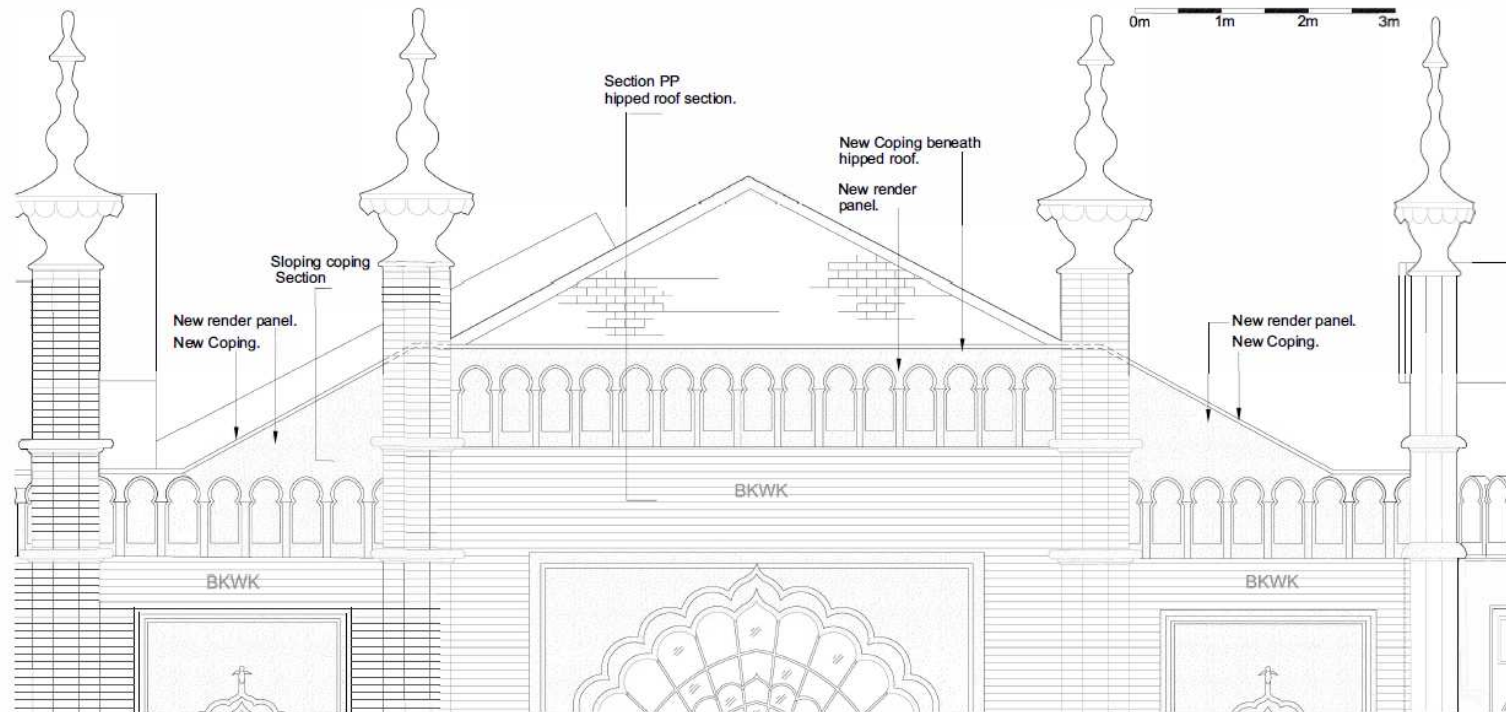 0m 1m 2m 3m
Section PP
hipped roof section.
New Coping beneath
hipped roof.
New render
panel.
Sloping coping
Section
New render panel.
New Coping.
New render panel.
New Coping.
BKWK
BKWK
BKWK